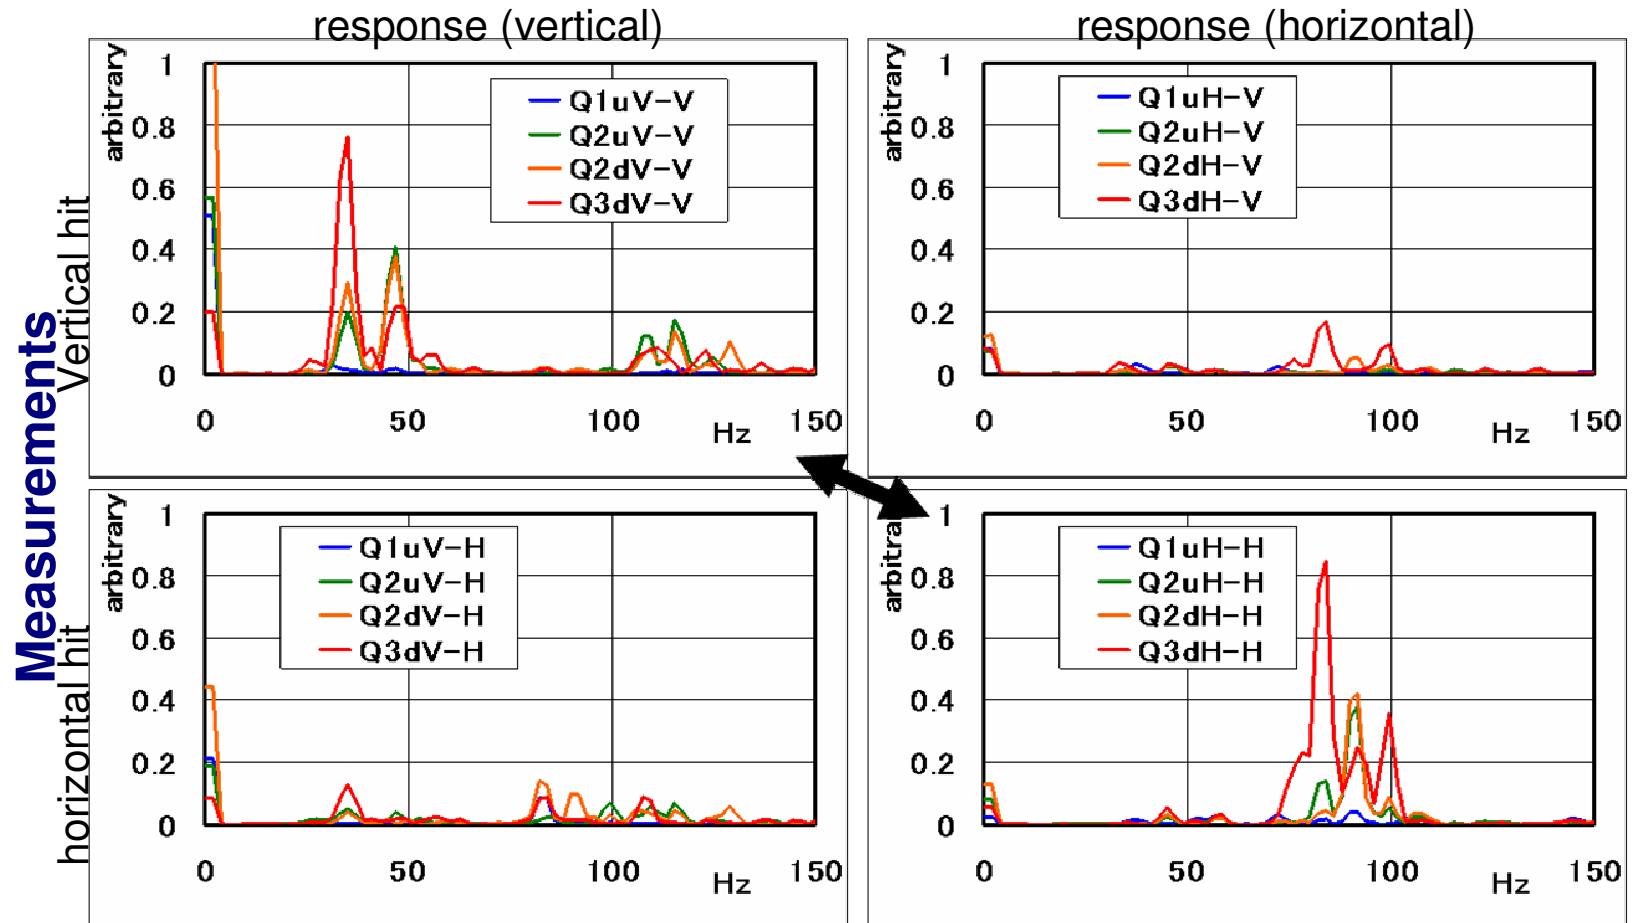 response (vertical)
response (horizontal)
Measurements
Vertical hit
horizontal hit
arbitrary
1
0.8
0.6
0.4
0.2
0
0
50
100
150
Hz
Q1uV-V
Q2uV-V
Q2dV-V
Q3dV-V
arbitrary
1
0.8
0.6
0.4
0.2
0
0
50
100
150
Hz
Q1uH-V
Q2uH-V
Q2dH-V
Q3dH-V
arbitrary
1
0.8
0.6
0.4
0.2
0
0
50
100
150
Hz
Q1uV-H
Q2uV-H
Q2dV-H
Q3dV-H
arbitrary
1
0.8
0.6
0.4
0.2
0
0
50
100
150
Hz
Q1uH-H
Q2uH-H
Q2dH-H
Q3dH-H